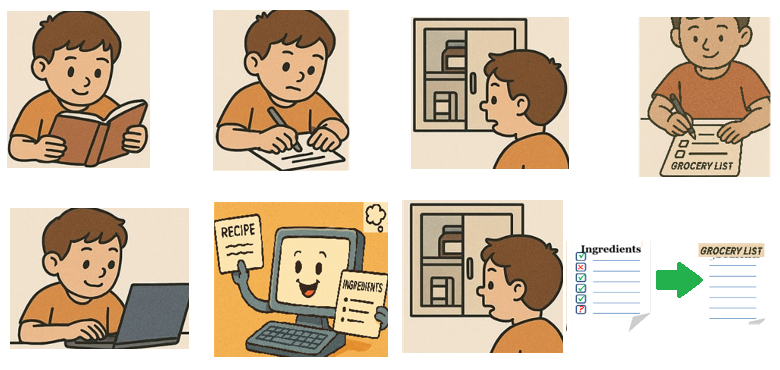 GROCERY LIST
RECIPE
INGREDIENTS
Ingredients
GROCERY LIST